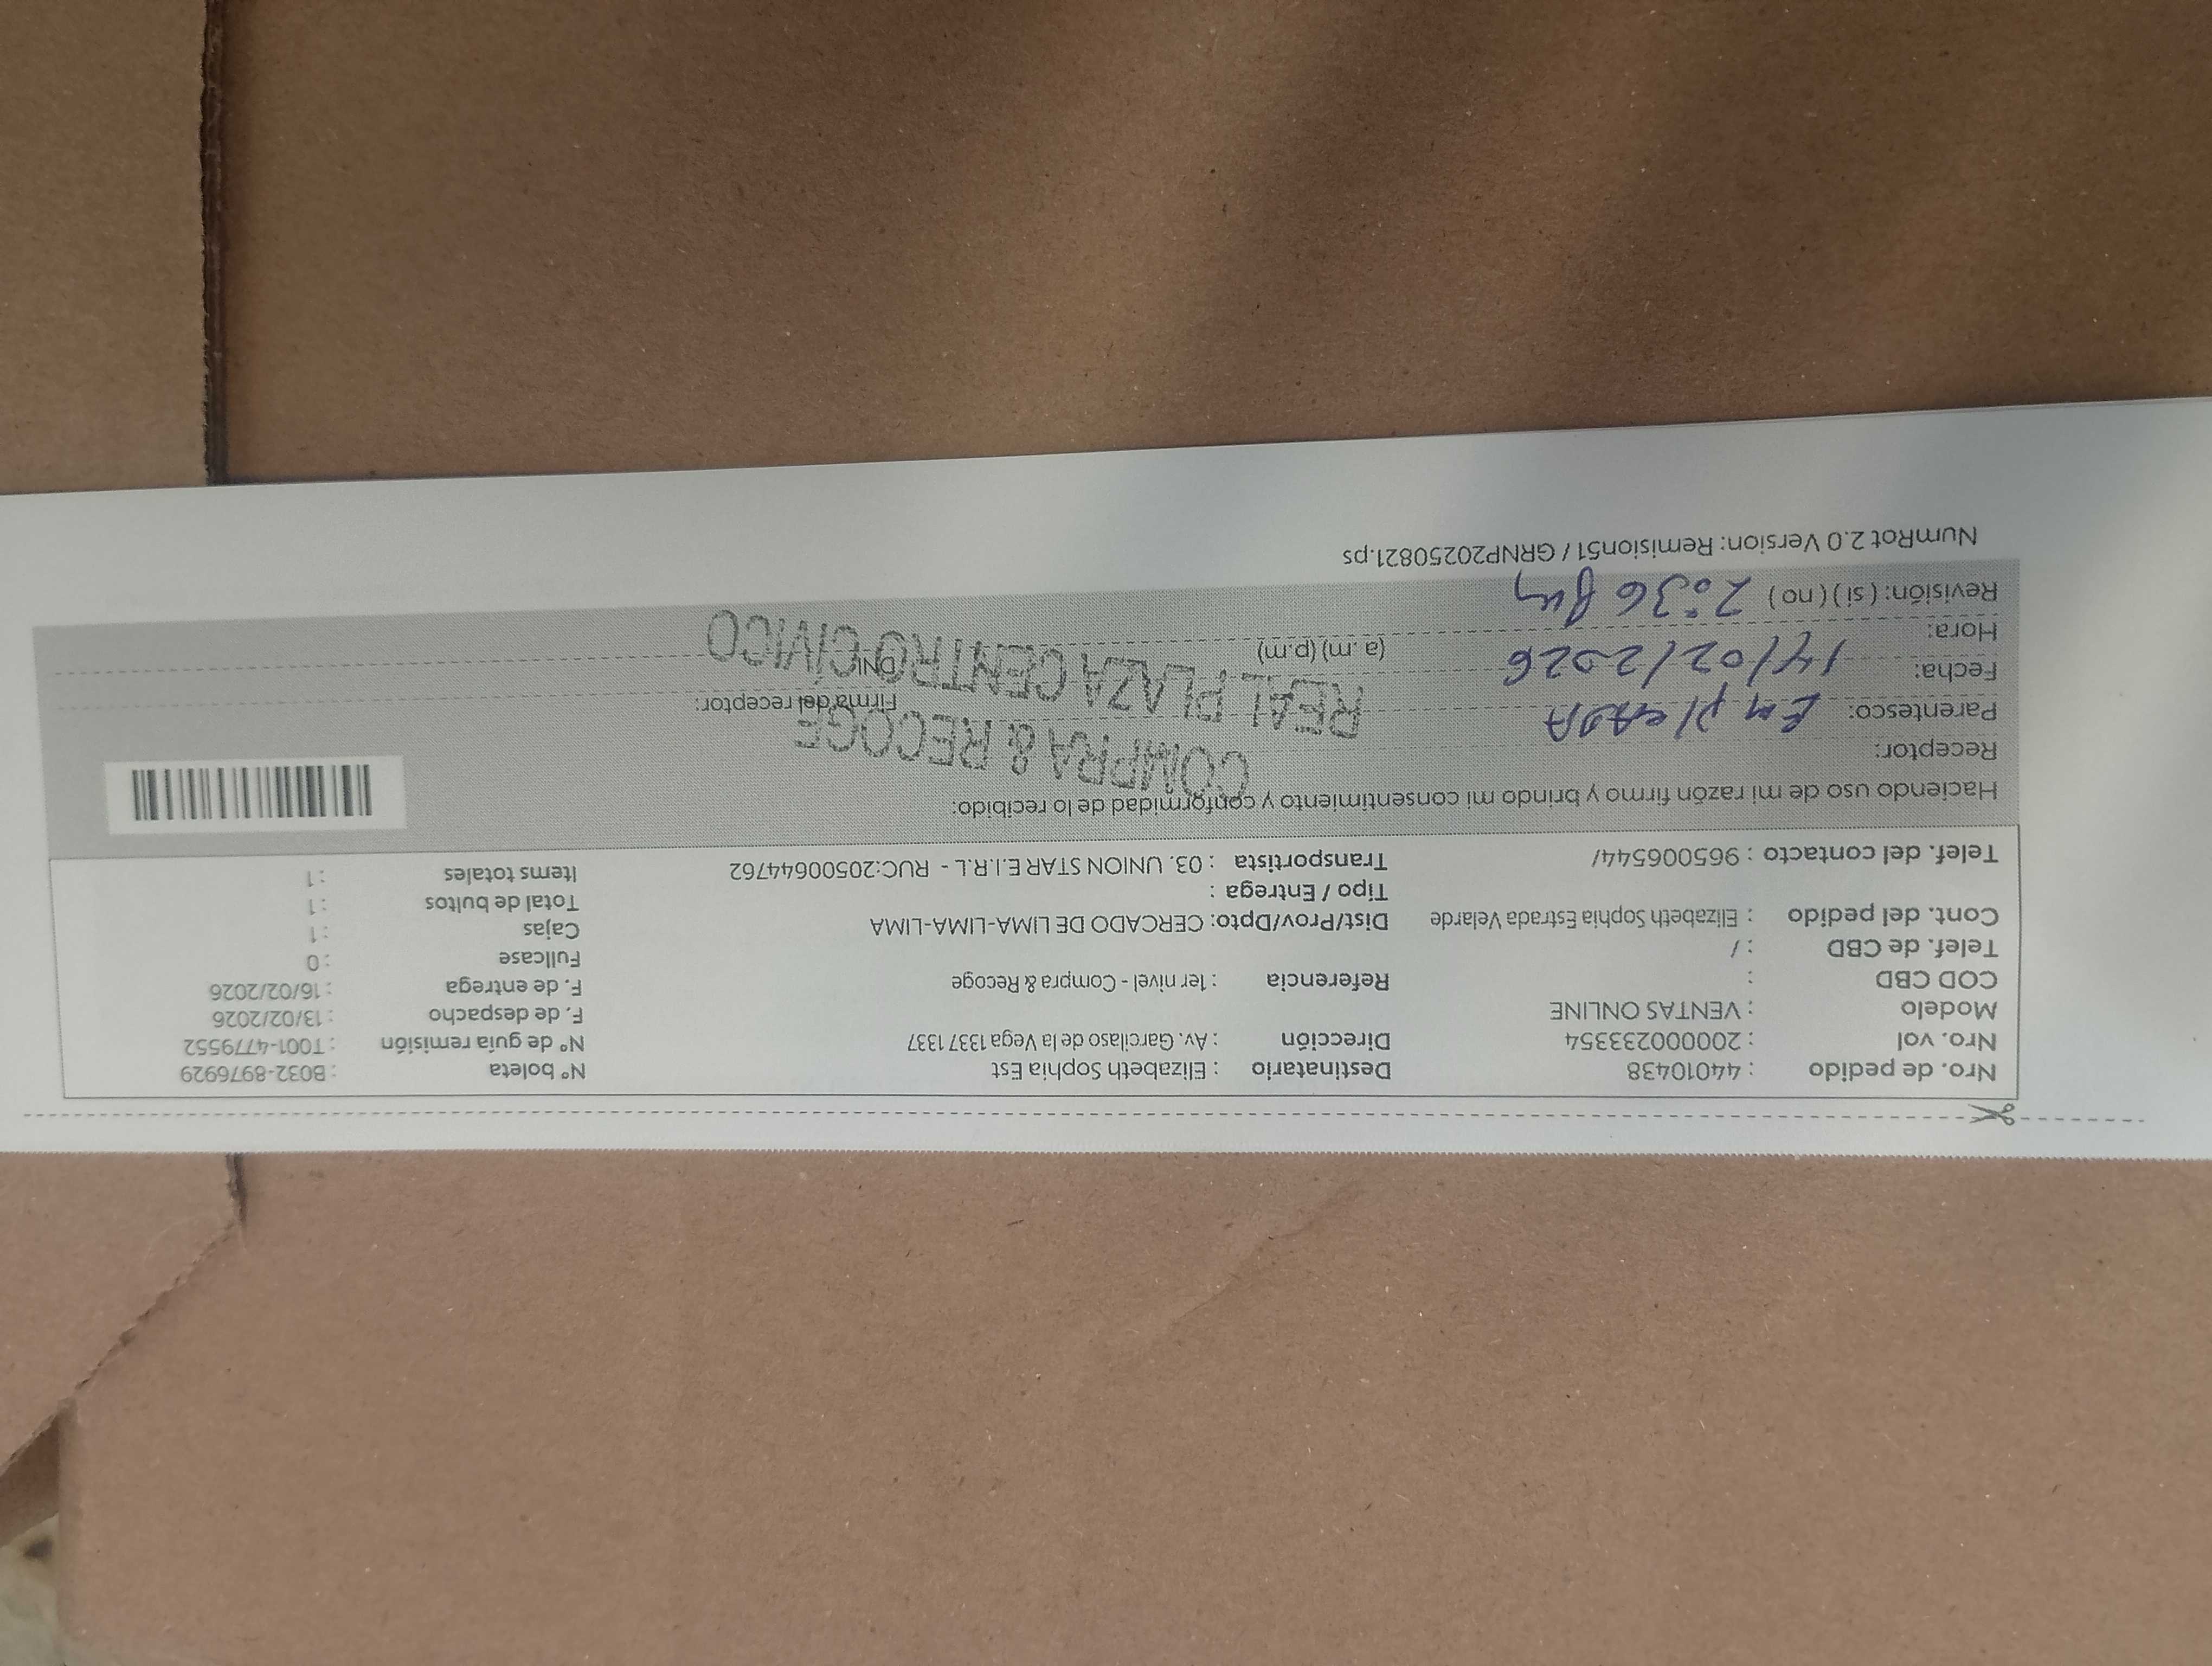 Nro. de pedido : 44010438 Destinatario : Elizabeth Sophia Est Nº boleta : B032-8976929
Nro. vol : 2000000233354 Dirección : Av. Garcilaso de la Vega 1337 1337 Nº de guía remisión : T001-4779552
Modelo : VENTAS ONLINE F. de despacho : 13/02/2026
COD CBD : Referencia : 1er nivel - Compra & Recoge F. de entrega : 16/02/2026
Telef. de CBD : / Fullcase : 0
Cont. del pedido : Elizabeth Sophia Estrada Velarde Dist/Prov/Dpto: CERCADO DE LIMA-LIMA-LIMA Cajas : 1
Tipo / Entrega : Total de bultos : 1
Telef. del contacto : 965006544/ Transportista : 03. UNION STAR E.I.R.L - RUC:20500644762 Items totales : 1
Haciendo uso de mi razón firmo y brindo mi consentimiento y conformidad de lo recibido:
Receptor:
COMPRA & RECOGE
Parentesco: EmpleADA Firma del receptor:
REAL PLAZA CENTRO CÍVICO
Fecha: 14/02/2026 DNI
Hora: (a.m) (p.m)
Revisión: (si) (no) 2:36 pm
NumRot 2.0 Version: Remision51 / GRNP20250821.ps